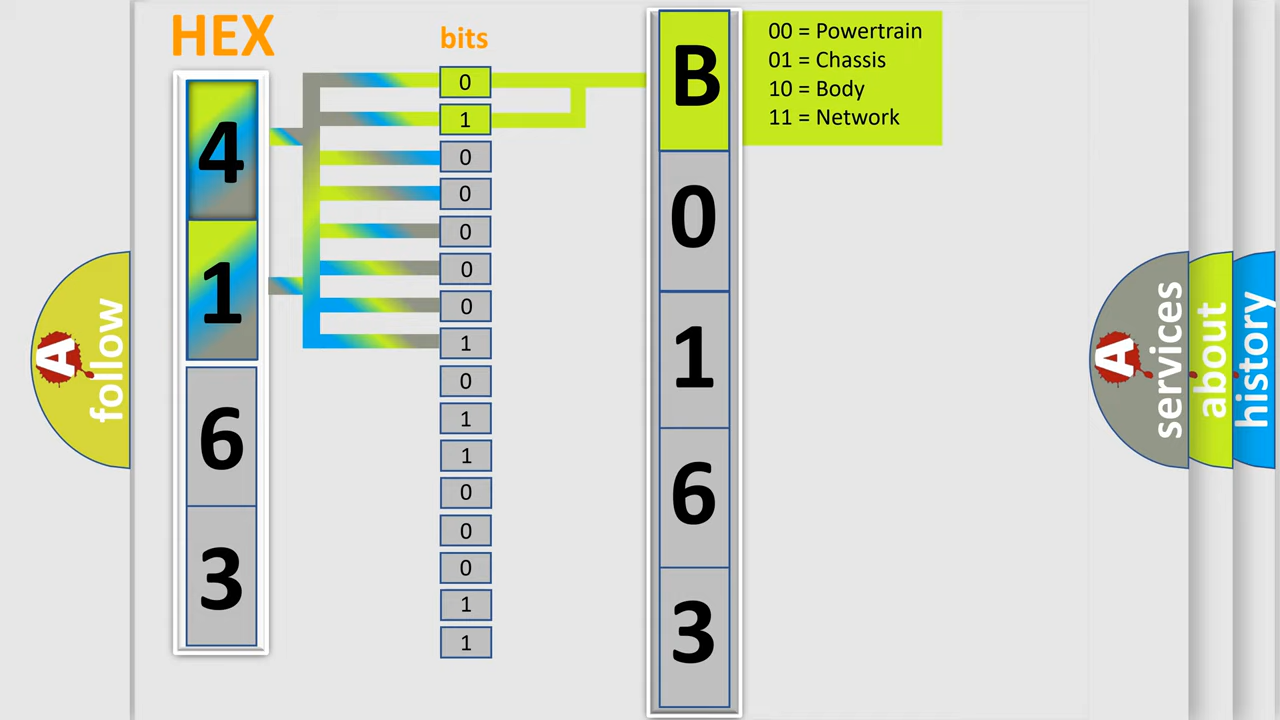 HEX
bits
4
1
6
3
0
1
0
0
0
0
0
1
0
1
1
0
0
0
1
1
B
0
1
6
3
00 = Powertrain
01 = Chassis
10 = Body
11 = Network
A
follow
A
services
about
history